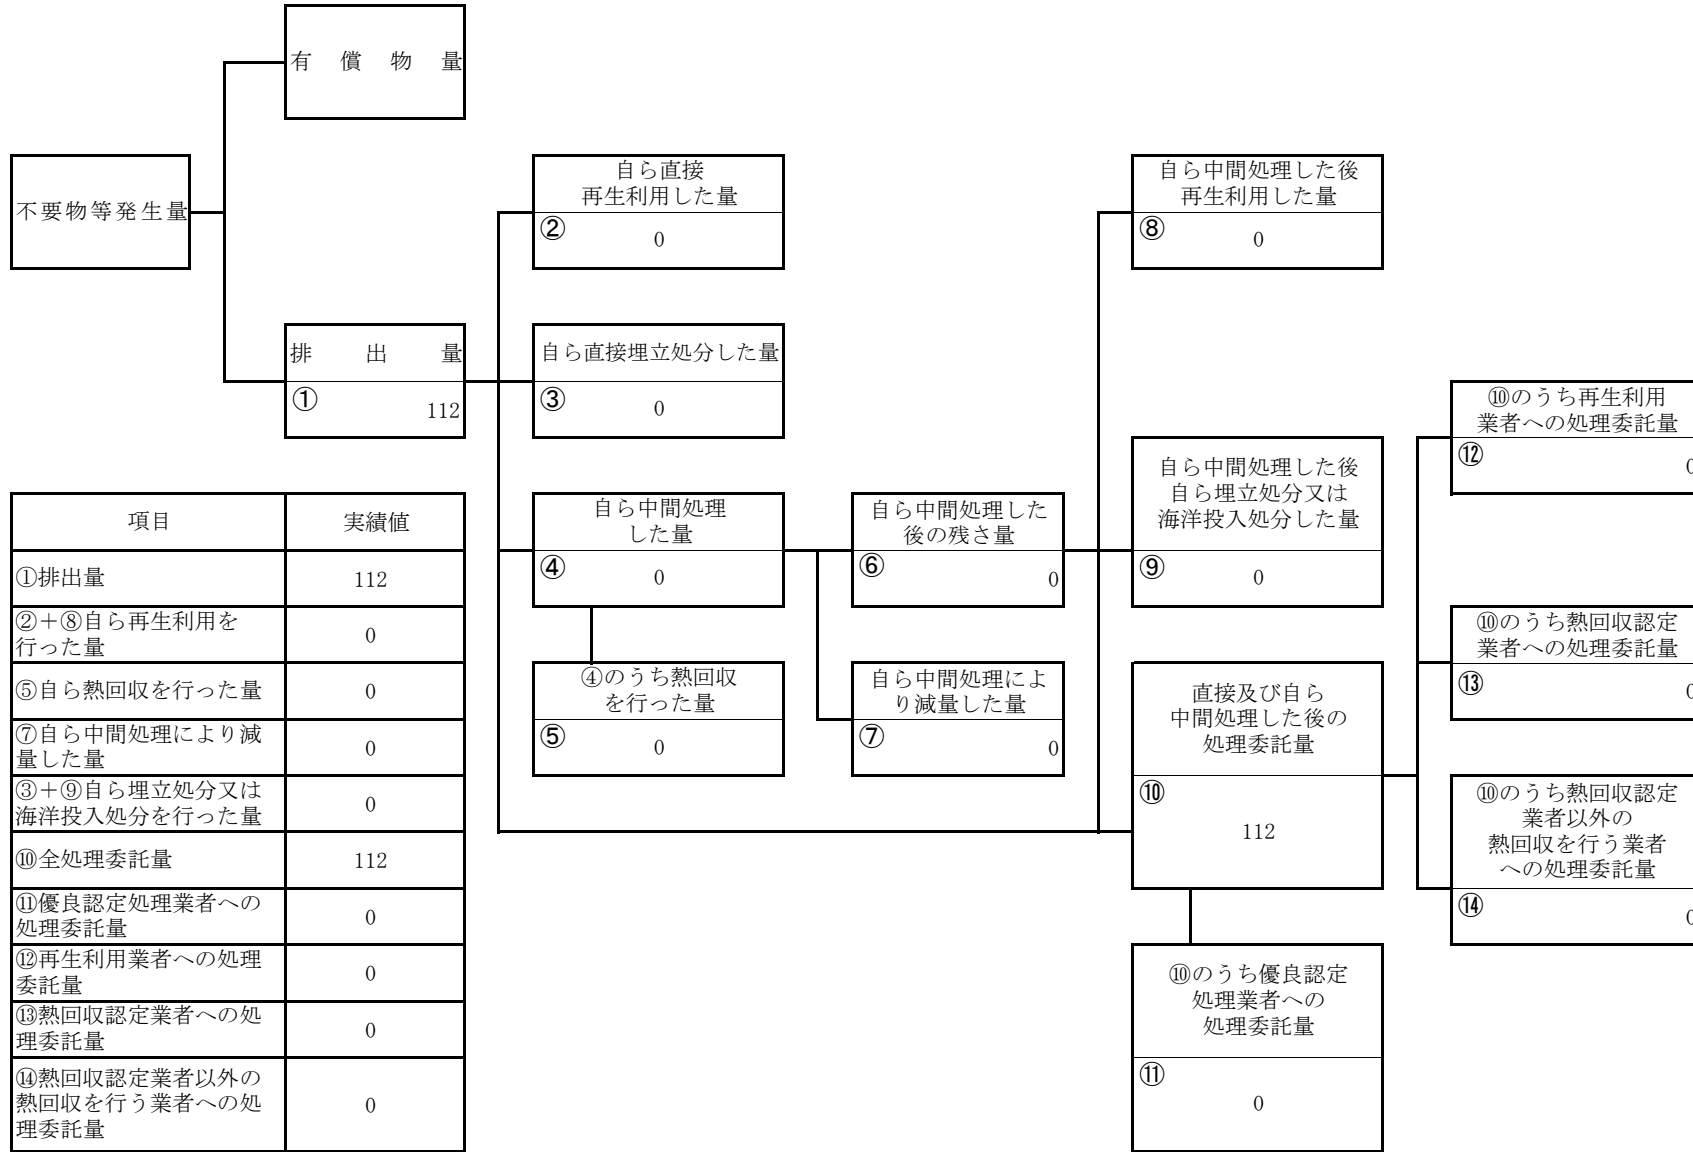 有償物量
不要物等発生量
自ら直接
再生利用した量
②
0
自ら中間処理した後
再生利用した量
⑧
0
排出量
①
112
自ら直接埋立処分した量
③
0
⑩のうち再生利用
業者への処理委託量
⑫
0
自ら中間処理した後
自ら埋立処分又は
海洋投入処分した量
⑨
0
自ら中間処理
した量
④
0
自ら中間処理した
後の残さ量
⑥
0
⑩のうち熱回収認定
業者への処理委託量
⑬
0
④のうち熱回収
を行った量
⑤
0
自ら中間処理によ
り減量した量
⑦
0
直接及び自ら
中間処理した後の
処理委託量
⑩
112
⑩のうち熱回収認定
業者以外の
熱回収を行う業者
への処理委託量
⑭
0
⑩のうち優良認定
処理業者への
処理委託量
⑪
0
項目 実績値
①排出量 112
②＋⑧自ら再生利用を
行った量 0
⑤自ら熱回収を行った量 0
⑦自ら中間処理により減
量した量 0
③＋⑨自ら埋立処分又は
海洋投入処分を行った量 0
⑩全処理委託量 112
⑪優良認定処理業者への
処理委託量 0
⑫再生利用業者への処理
委託量 0
⑬熱回収認定業者への処
理委託量 0
⑭熱回収認定業者以外の
熱回収を行う業者への処
理委託量 0